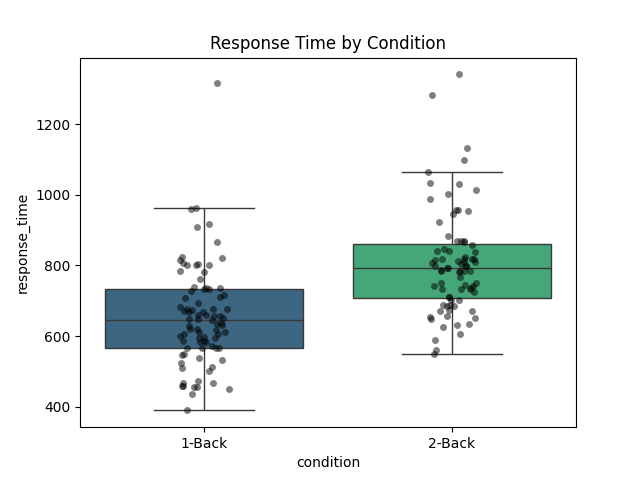 Response Time by Condition
response_time
1200
1000
800
600
400
1-Back
2-Back
condition